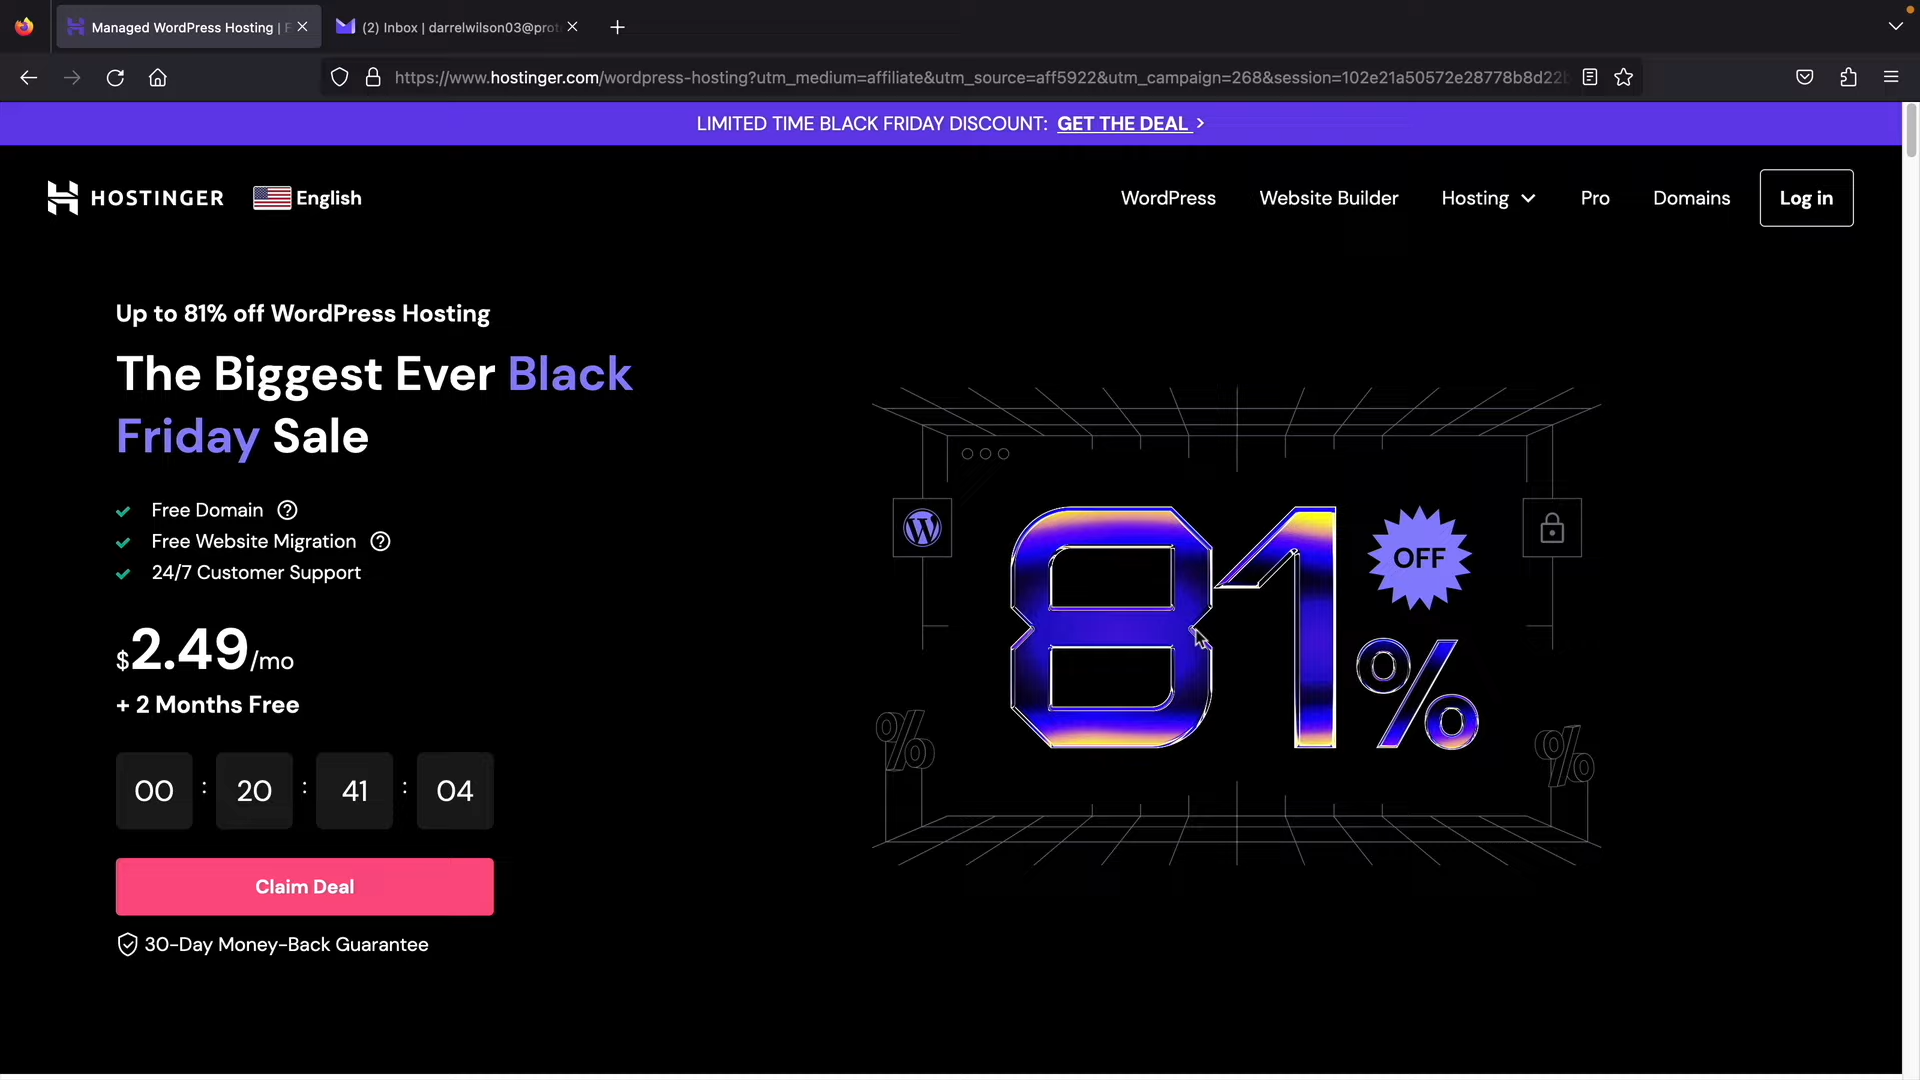 Managed WordPress Hosting | F
(2) Inbox | darrelwilson03@prot
https://www.hostinger.com/wordpress-hosting?utm_medium=affiliate&utm_source=aff5922&utm_campaign=268&session=102e21a50572e28778b8d22
LIMITED TIME BLACK FRIDAY DISCOUNT: GET THE DEAL >
HOSTINGER
English
WordPress
Website Builder
Hosting
Pro
Domains
Log in
Up to 81% off WordPress Hosting
The Biggest Ever Black
Friday Sale
Free Domain
Free Website Migration
24/7 Customer Support
$2.49/mo
+ 2 Months Free
00 : 20 : 41 : 04
Claim Deal
30-Day Money-Back Guarantee
81%
OFF
%
%